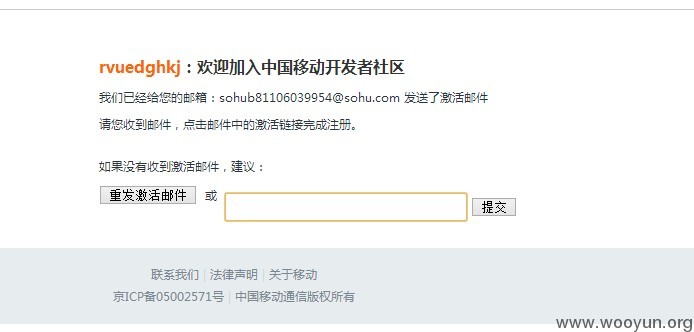 rvuedghkj：欢迎加入中国移动开发者社区
我们已经给您的邮箱：sohub81106039954@sohu.com 发送了激活邮件
请您收到邮件，点击邮件中的激活链接完成注册。
如果没有收到激活邮件，建议：
重发激活邮件 或 提交
联系我们 | 法律声明 | 关于移动
京ICP备05002571号 | 中国移动通信版权所有
www.wooyun.org